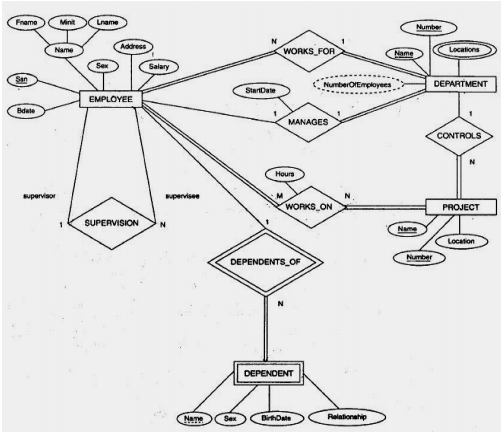 Fname
Minit
Lname
Name
Address
Sex
Salary
Ssn
Bdate
EMPLOYEE
N
WORKS_FOR
1
Number
Name
Locations
NumberOfEmployees
DEPARTMENT
StartDate
1
MANAGES
1
1
CONTROLS
N
supervisor
supervisee
1
SUPERVISION
N
Hours
M
WORKS_ON
N
PROJECT
Name
Number
Location
1
DEPENDENTS_OF
N
DEPENDENT
Name
Sex
BirthDate
Relationship